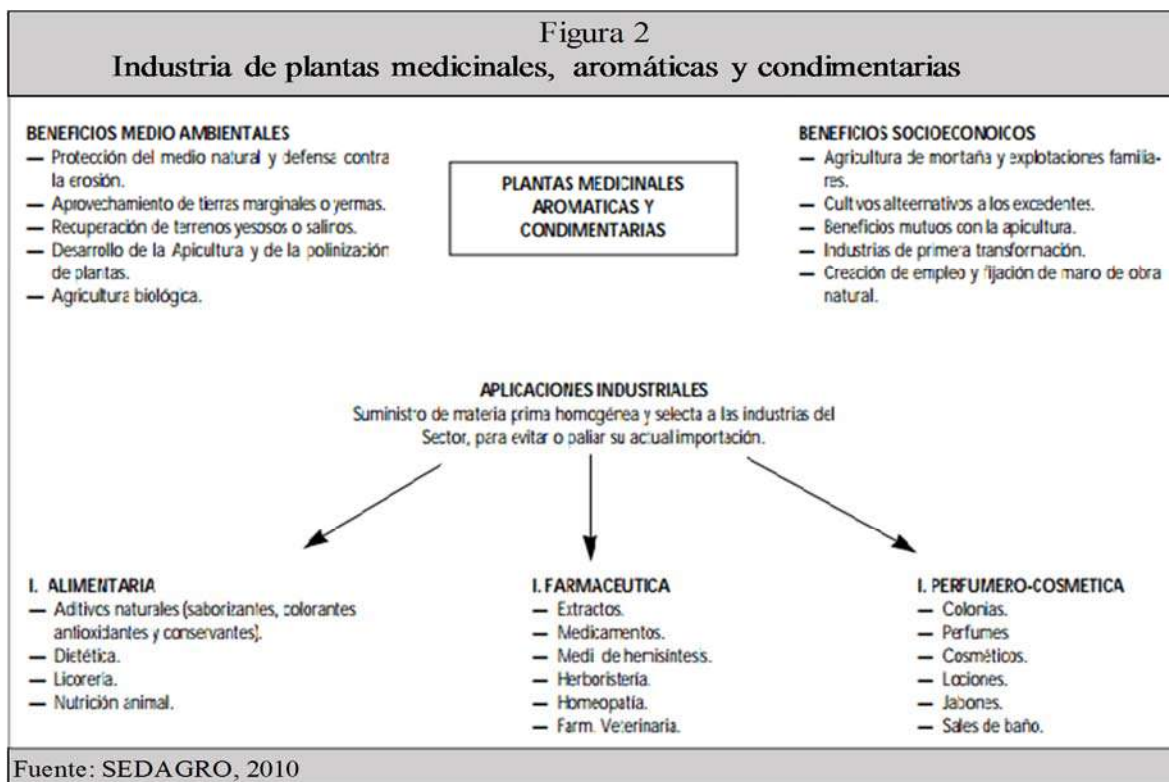 Figura 2
Industria de plantas medicinales, aromáticas y condimentarias
BENEFICIOS MEDIO AMBIENTALES
— Protección del medio natural y defensa contra
la erosión.
— Aprovechamiento de tierras marginales o yermas.
— Recuperación de terrenos yesosos o salinos.
— Desarrollo de la Apicultura y de la polinización
de plantas.
— Agricultura biológica.
PLANTAS MEDICINALES
AROMATICAS Y
CONDIMENTARIAS
BENEFICIOS SOCIOECONOICOS
— Agricultura de mortaña y explotaciones familia-
res.
— Cultivos alteernativos a los excedentes.
— Beneficios mutuos con la apicultura.
— Industrias de primera transformación.
— Creación de empleo y fijación de mano de obra
natural.
APLICACIONES INDUSTRIALES
Suministro de materia prima homogénea y selecta a las industrias del
Sector, para evitar o paliar su actual importación.
I. ALIMENTARIA
— Aditivos naturales (saborizantes, colorantes
antioxidantes y conservantes).
— Dietética.
— Licorería.
— Nutrición animal.
I. FARMACEUTICA
— Extractos.
— Medicamentos.
— Medi. de hemisíntesis.
— Herboristería.
— Homeopatía.
— Farm. Veterinaria.
I. PERFUMERO-COSMETICA
— Colonias.
— Perfumes
— Cosméticos.
— Lociones.
— Jabones.
— Sales de baño.
Fuente: SEDAGRO, 2010